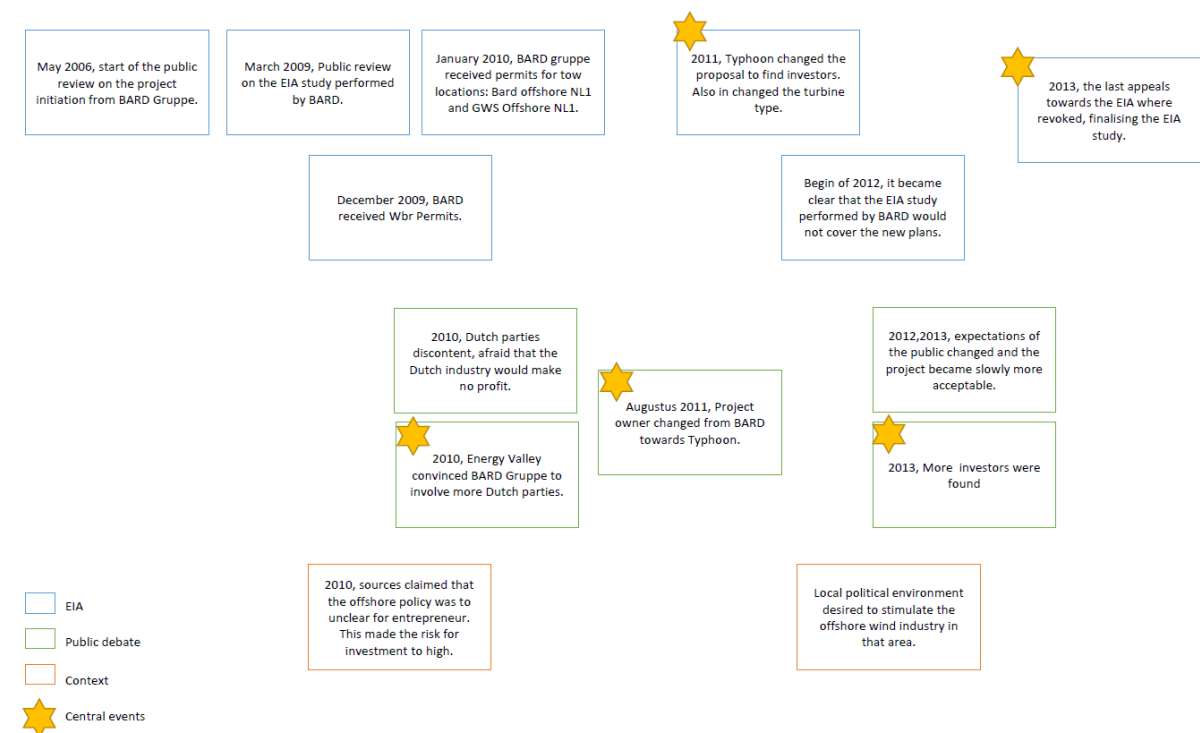 May 2006, start of the public
review on the project
initiation from BARD Gruppe.
March 2009, Public review
on the EIA study performed
by BARD.
January 2010, BARD gruppe
received permits for tow
locations: Bard offshore NL1
and GWS Offshore NL1.
2011, Typhoon changed the
proposal to find investors.
Also in changed the turbine
type.
2013, the last appeals
towards the EIA where
revoked, finalising the EIA
study.
December 2009, BARD
received Wbr Permits.
Begin of 2012, it became
clear that the EIA study
performed by BARD would
not cover the new plans.
2010, Dutch parties
discontent, afraid that the
Dutch industry would make
no profit.
Augustus 2011, Project
owner changed from BARD
towards Typhoon.
2012,2013, expectations of
the public changed and the
project became slowly more
acceptable.
2010, Energy Valley
convinced BARD Gruppe to
involve more Dutch parties.
2013, More investors were
found
2010, sources claimed that
the offshore policy was to
unclear for entrepreneur.
This made the risk for
investment to high.
Local political environment
desired to stimulate the
offshore wind industry in
that area.
EIA
Public debate
Context
Central events